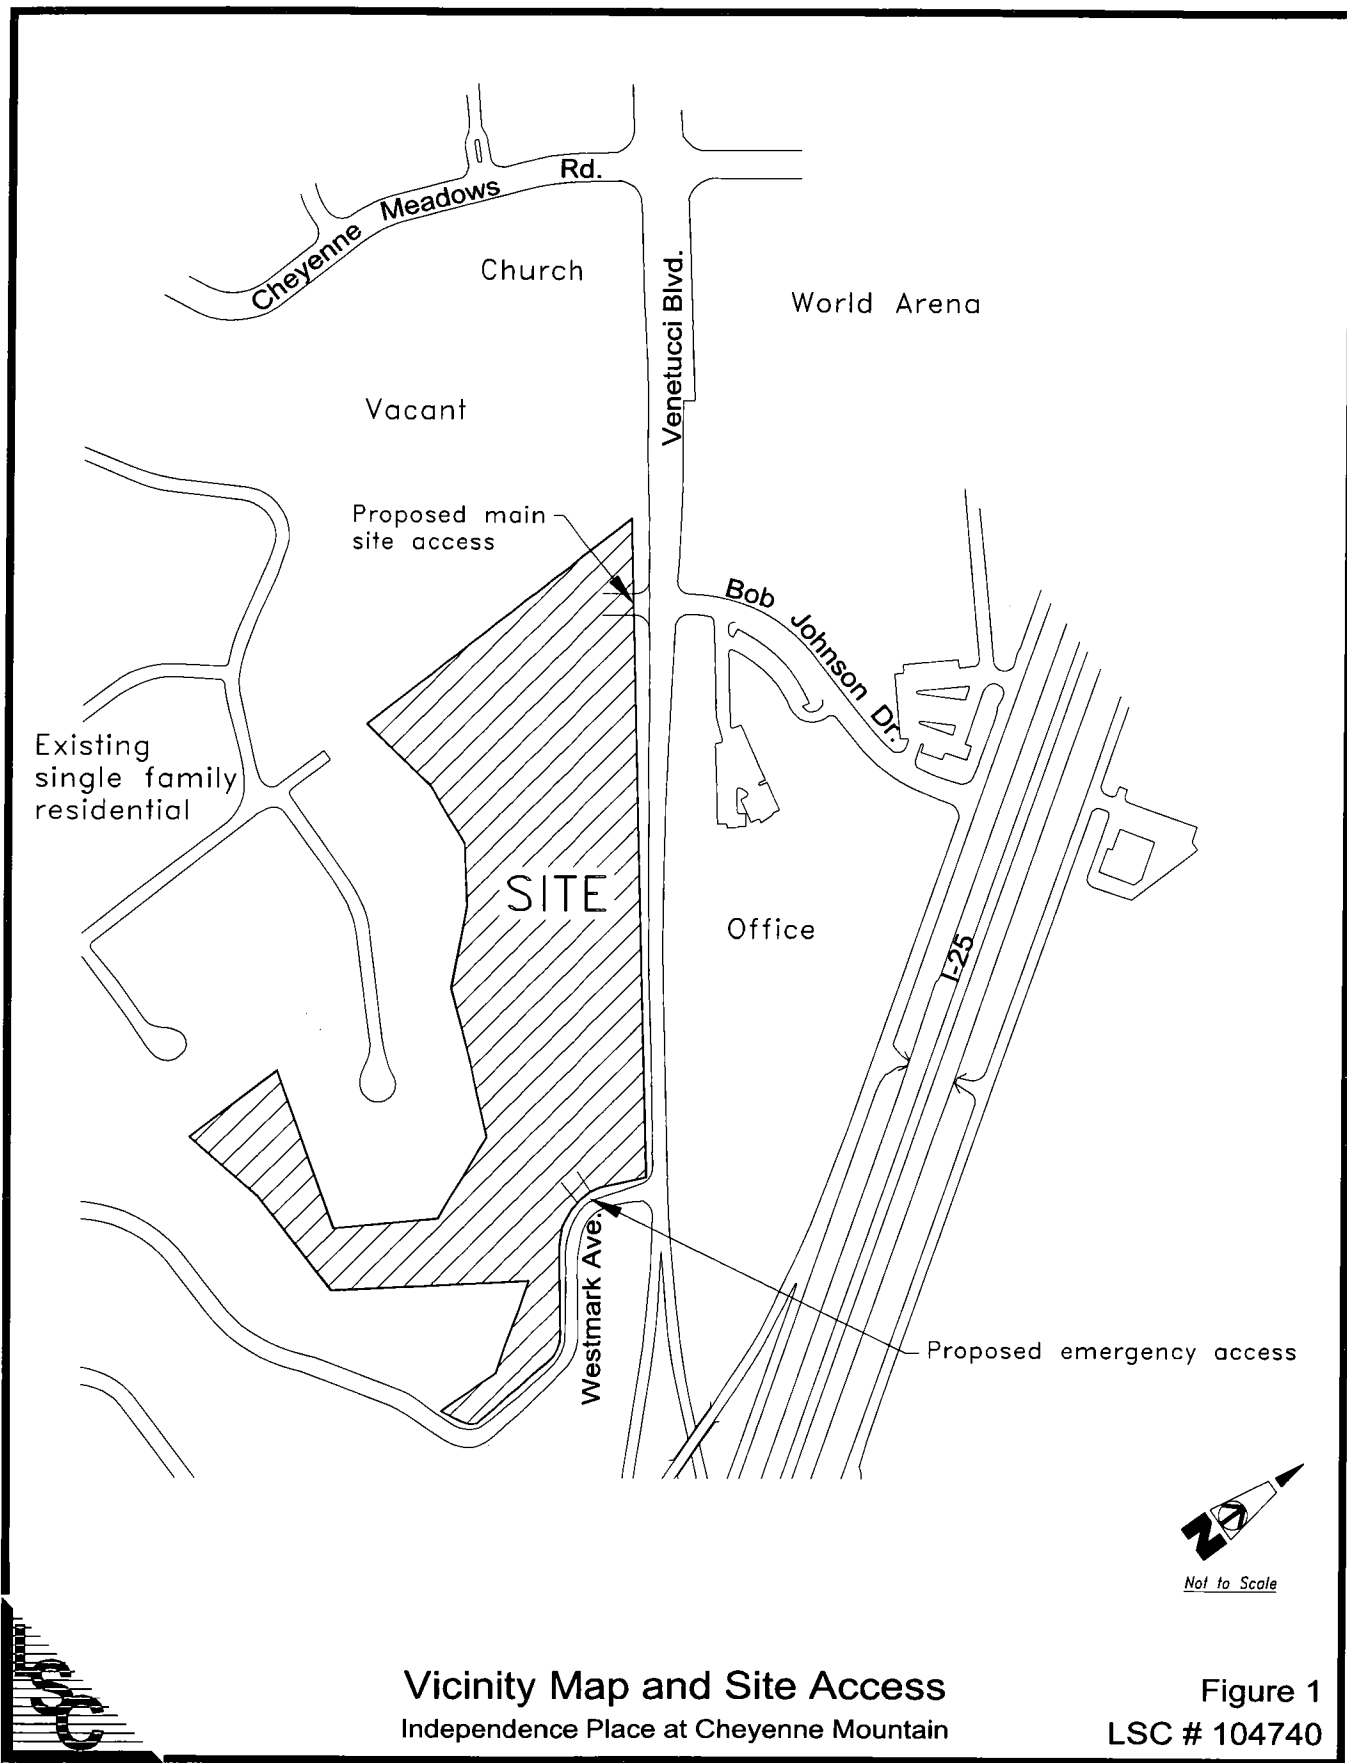 Cheyenne Meadows Rd.
Church
Venetucci Blvd.
World Arena
Vacant
Proposed main
site access
Bob Johnson Dr.
Existing
single family
residential
SITE
Office
I-25
Westmark Ave.
Proposed emergency access
N
Not to Scale
LSC
Vicinity Map and Site Access
Independence Place at Cheyenne Mountain
Figure 1
LSC # 104740